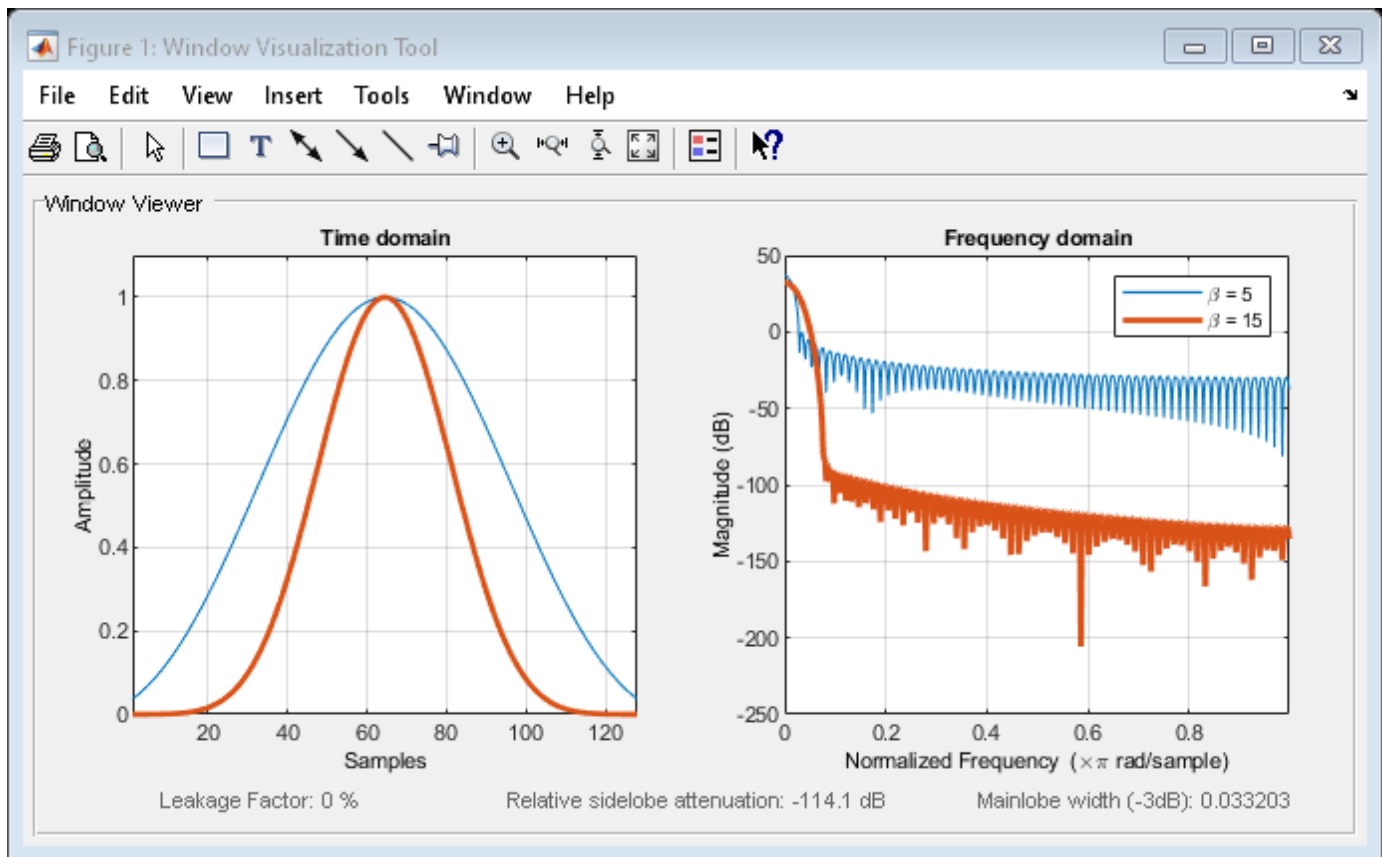 Figure 1: Window Visualization Tool
File Edit View Insert Tools Window Help
T
Window Viewer
Time domain
1
0.8
0.6
0.4
0.2
0
Amplitude
20 40 60 80 100 120
Samples
Frequency domain
50
0
-50
-100
-150
-200
-250
Magnitude (dB)
β = 5
β = 15
0 0.2 0.4 0.6 0.8
Normalized Frequency (×π rad/sample)
Leakage Factor: 0 %
Relative sidelobe attenuation: -114.1 dB
Mainlobe width (-3dB): 0.033203